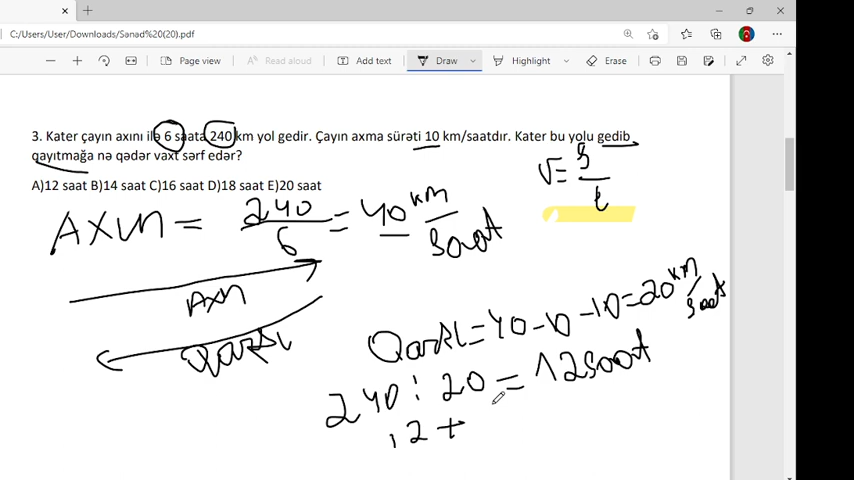 C:/Users/User/Downloads/Sənəd%20(20).pdf
Page view
Read aloud
Add text
Draw
Highlight
Erase
3. Kater çayın axını ilə 6 saata 240 km yol gedir. Çayın axma sürəti 10 km/saatdır. Kater bu yolu gedib
qayıtmağa nə qədər vaxt sərf edər?
A)12 saat B)14 saat C)16 saat D)18 saat E)20 saat
V = S / t
Axın = 240 / 6 = 40 km / saat
Axın
Qarşı
Qarşı = 40 - 10 - 10 = 20 km / saat
240 : 20 = 12 saat
12 +